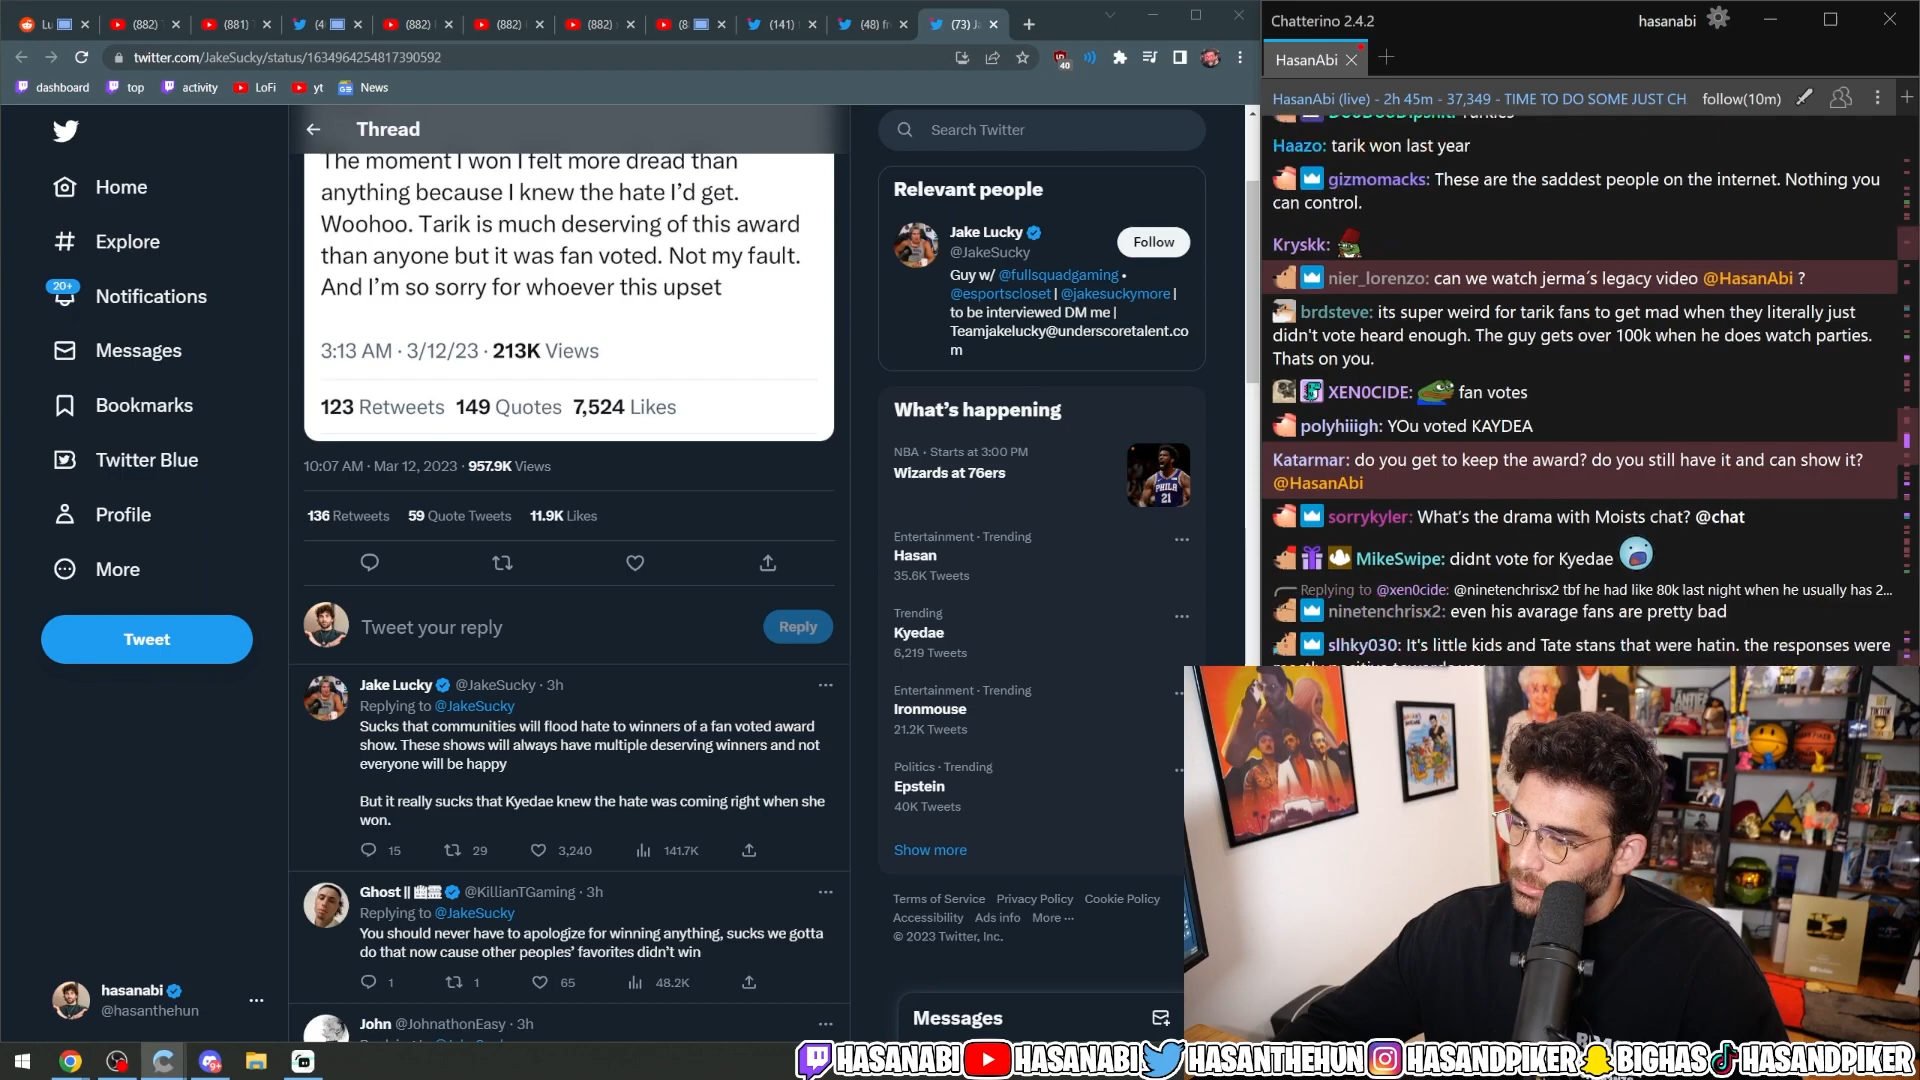 Lu
(882)
(881)
(4
(882)
(882)
(882)
(8
(141)
(48) fr
(73) Ja
twitter.com/JakeSucky/status/1634964254817390592
40
dashboard
top
activity
LoFi
yt
News
Home
Explore
20+
Notifications
Messages
Bookmarks
Twitter Blue
Profile
More
Tweet
hasanabi
@hasanthehun
Thread
The moment I won I felt more dread than
anything because I knew the hate I’d get.
Woohoo. Tarik is much deserving of this award
than anyone but it was fan voted. Not my fault.
And I’m so sorry for whoever this upset
3:13 AM · 3/12/23 · 213K Views
123 Retweets 149 Quotes 7,524 Likes
10:07 AM · Mar 12, 2023 · 957.9K Views
136 Retweets 59 Quote Tweets 11.9K Likes
Tweet your reply
Reply
Jake Lucky @JakeSucky · 3h
Replying to @JakeSucky
Sucks that communities will flood hate to winners of a fan voted award
show. These shows will always have multiple deserving winners and not
everyone will be happy
But it really sucks that Kyedae knew the hate was coming right when she
won.
15 29 3,240 141.7K
Ghost || 幽霊 @KillianTGaming · 3h
Replying to @JakeSucky
You should never have to apologize for winning anything, sucks we gotta
do that now cause other peoples’ favorites didn’t win
1 1 65 48.2K
John @JohnathonEasy · 3h
Search Twitter
Relevant people
Jake Lucky
@JakeSucky
Follow
Guy w/ @fullsquadgaming •
@esportscloset | @jakesuckymore |
to be interviewed DM me |
Teamjakelucky@underscoretalent.co
m
What’s happening
NBA · Starts at 3:00 PM
Wizards at 76ers
PHILA
21
Entertainment · Trending
Hasan
35.6K Tweets
Trending
Kyedae
6,219 Tweets
Entertainment · Trending
Ironmouse
21.2K Tweets
Politics · Trending
Epstein
40K Tweets
Show more
Terms of Service Privacy Policy Cookie Policy
Accessibility Ads info More ···
© 2023 Twitter, Inc.
Messages
Chatterino 2.4.2
hasanabi
HasanAbi
HasanAbi (live) - 2h 45m - 37,349 - TIME TO DO SOME JUST CH
follow(10m)
Haazo: tarik won last year
gizmomacks: These are the saddest people on the internet. Nothing you
can control.
Kryskk:
nier_lorenzo: can we watch jerma´s legacy video @HasanAbi ?
brdsteve: its super weird for tarik fans to get mad when they literally just
didn't vote heard enough. The guy gets over 100k when he does watch parties.
Thats on you.
XEN0CIDE: fan votes
polyhiiigh: YOu voted KAYDEA
Katarmar: do you get to keep the award? do you still have it and can show it?
@HasanAbi
sorrykyler: What's the drama with Moists chat? @chat
MikeSwipe: didnt vote for Kyedae
Replying to @xen0cide: @ninetenchrisx2 tbf he had like 80k last night when he usually has 2...
ninetenchrisx2: even his avarage fans are pretty bad
slhky030: It's little kids and Tate stans that were hatin. the responses were
HASANABI HASANABI HASANTHEHUN HASANDPIKER BIGHAS HASANDPIKER